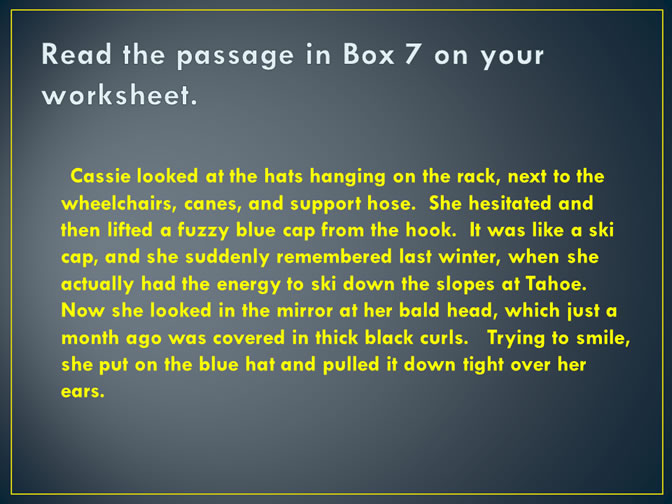 Read the passage in Box 7 on your
worksheet.
Cassie looked at the hats hanging on the rack, next to the
wheelchairs, canes, and support hose.  She hesitated and
then lifted a fuzzy blue cap from the hook.  It was like a ski
cap, and she suddenly remembered last winter, when she
actually had the energy to ski down the slopes at Tahoe.
Now she looked in the mirror at her bald head, which just a
month ago was covered in thick black curls.   Trying to smile,
she put on the blue hat and pulled it down tight over her
ears.